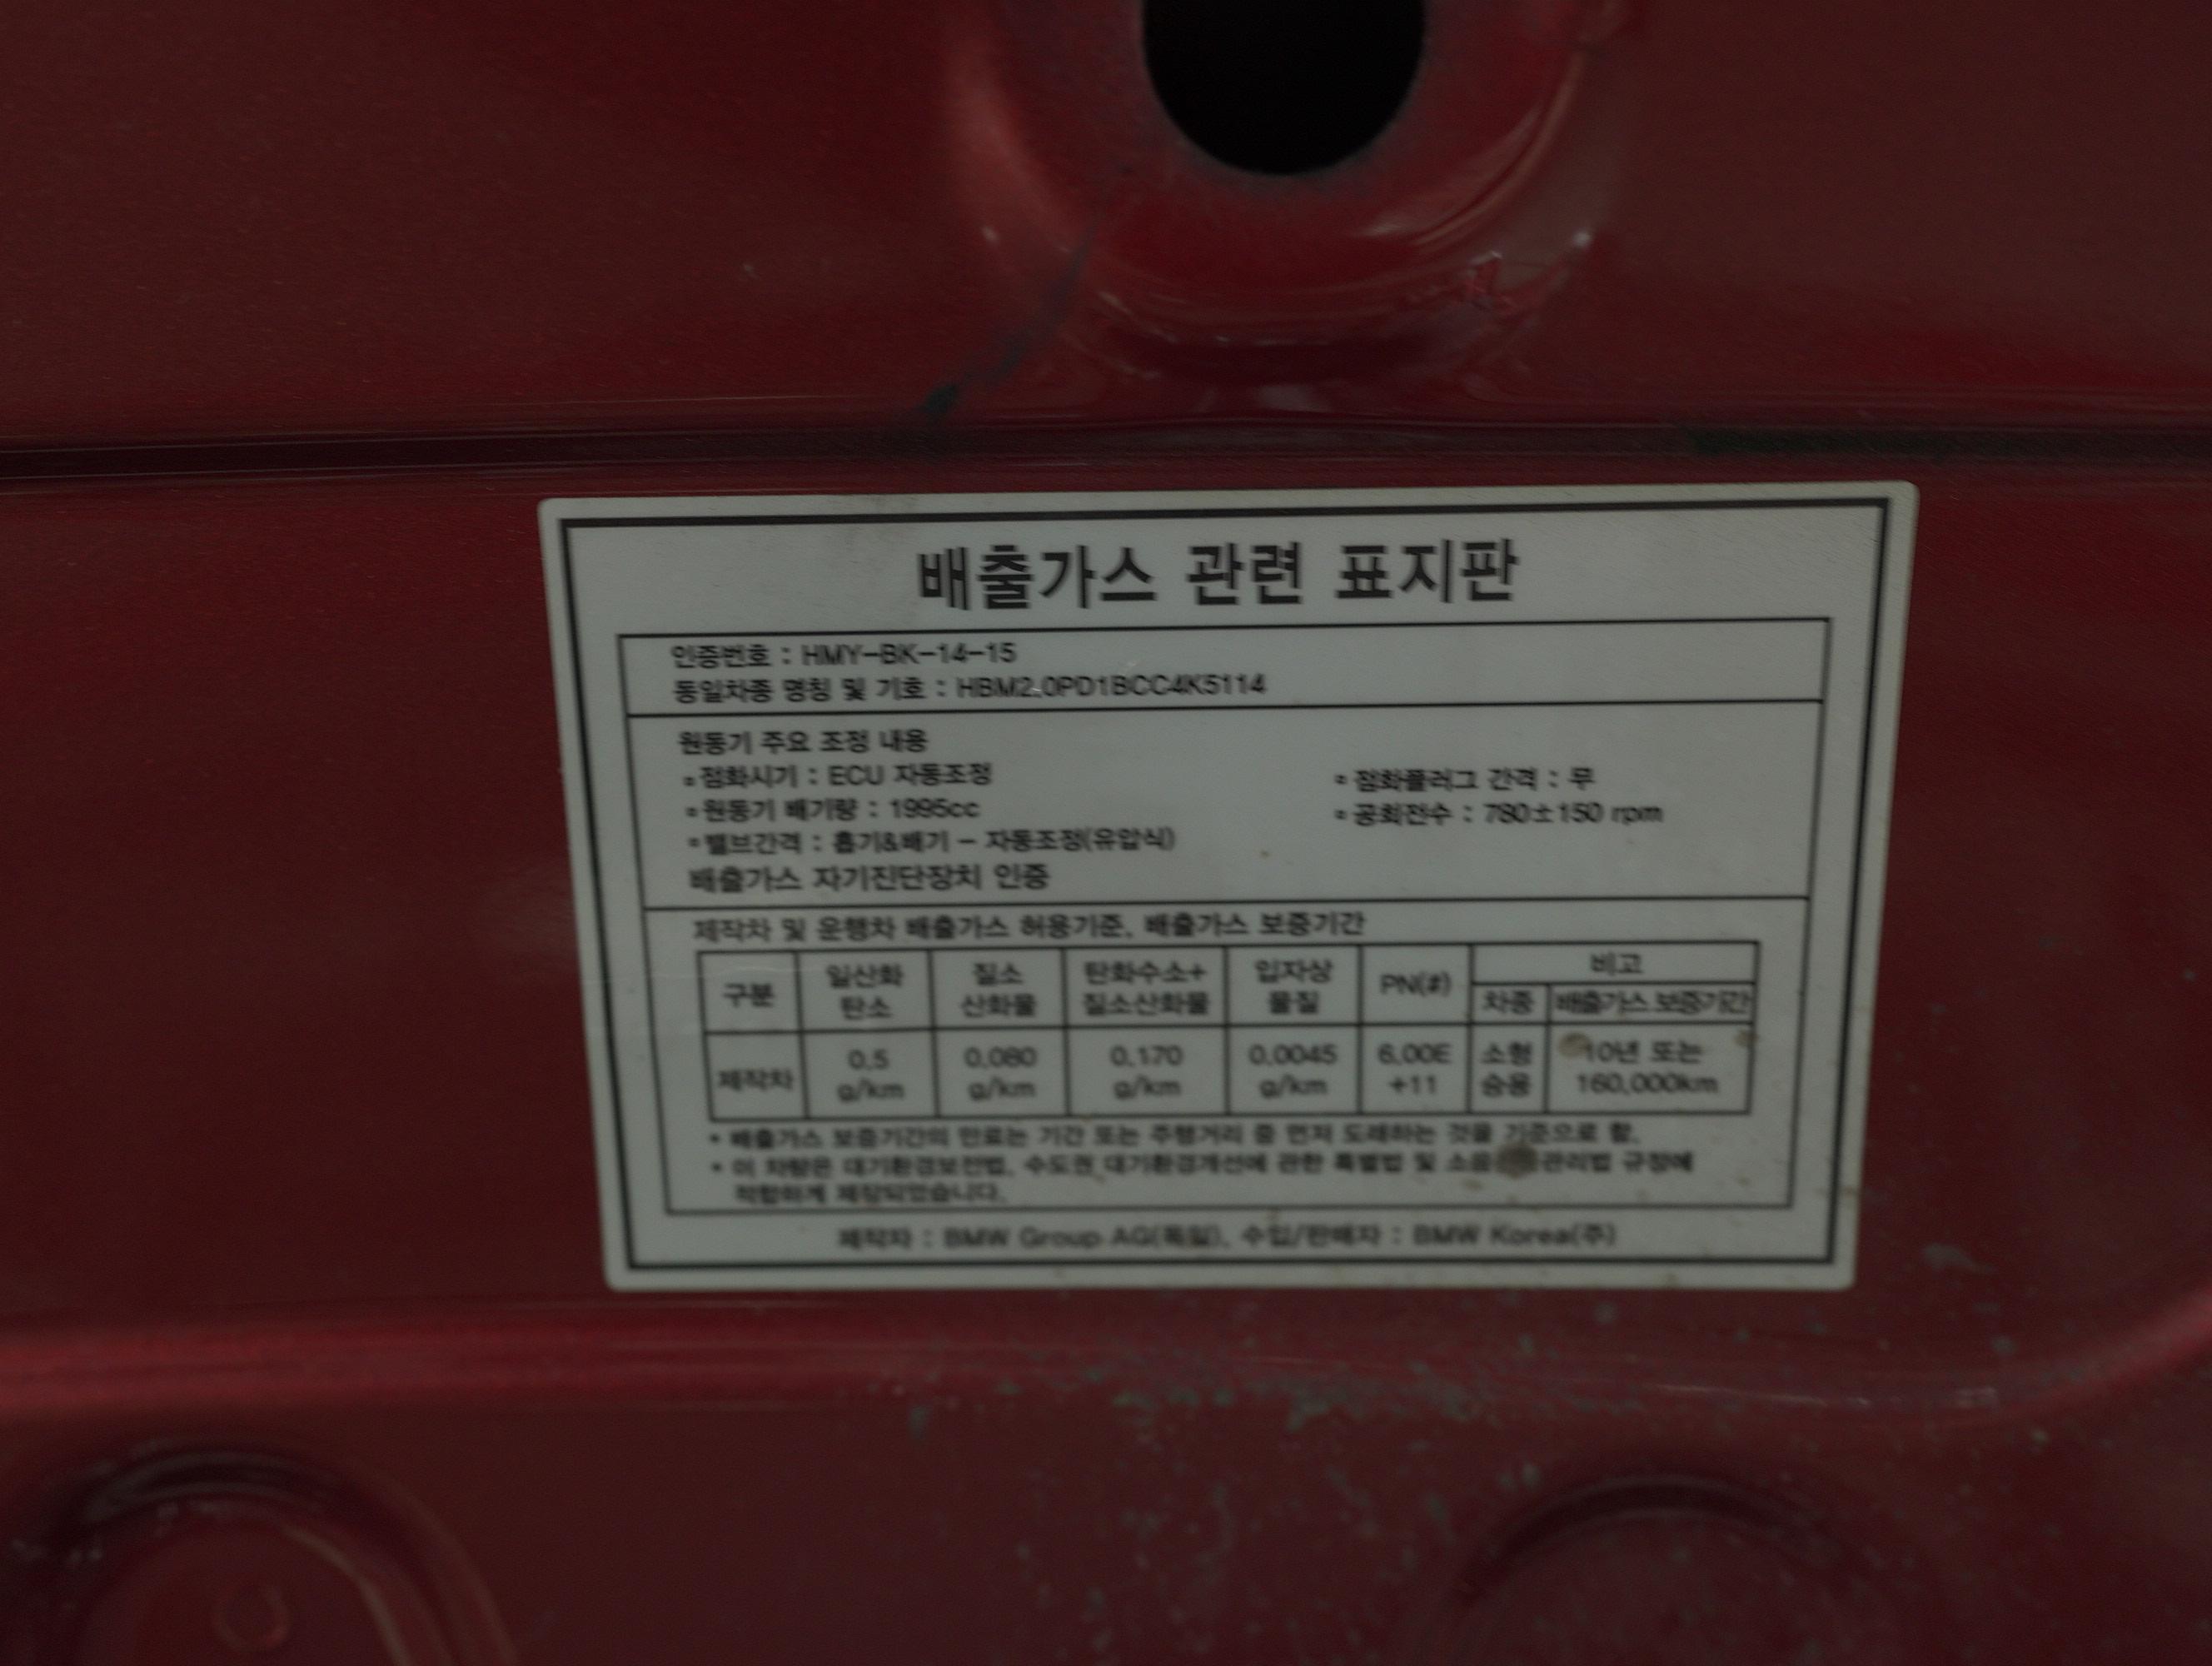 배출가스 관련 표지판
인증번호 : HMY-BK-14-15
동일차종 명칭 및 기호 : HBM2.0PD1BCC4K5114
원동기 주요 조정 내용
▫점화시기 : ECU 자동조정
▫점화플러그 간격 : 무
▫원동기 배기량 : 1995cc
▫공회전수 : 780±150 rpm
▫밸브간격 : 흡기&배기 - 자동조정(유압식)
배출가스 자기진단장치 인증
제작차 및 운행차 배출가스 허용기준, 배출가스 보증기간
구분 일산화 탄소 질소 산화물 탄화수소+ 질소산화물 입자상 물질 PN(#) 비고
차종 배출가스 보증기간
제작차 0.5 g/km 0.080 g/km 0.170 g/km 0.0045 g/km 6.00E +11 소형 승용 10년 또는 160,000km
* 배출가스 보증기간의 만료는 기간 또는 주행거리 중 먼저 도래하는 것을 기준으로 함.
* 이 차량은 대기환경보전법, 수도권 대기환경개선에 관한 특별법 및 관리법 규정에
적합하게 제작되었습니다.
제작자 : BMW Group AG(독일), 수입/판매자 : BMW Korea(주)